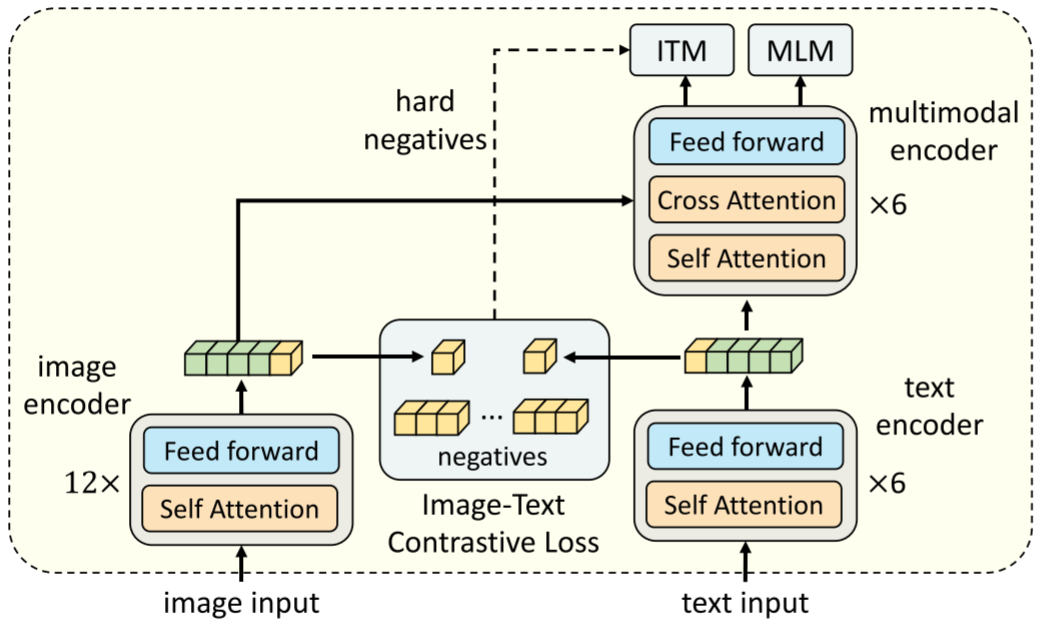 ITM
MLM
hard
negatives
multimodal
encoder
Feed forward
Cross Attention
×6
Self Attention
image
encoder
text
encoder
Feed forward
12×
Self Attention
...
negatives
Image-Text
Contrastive Loss
Feed forward
×6
Self Attention
image input
text input